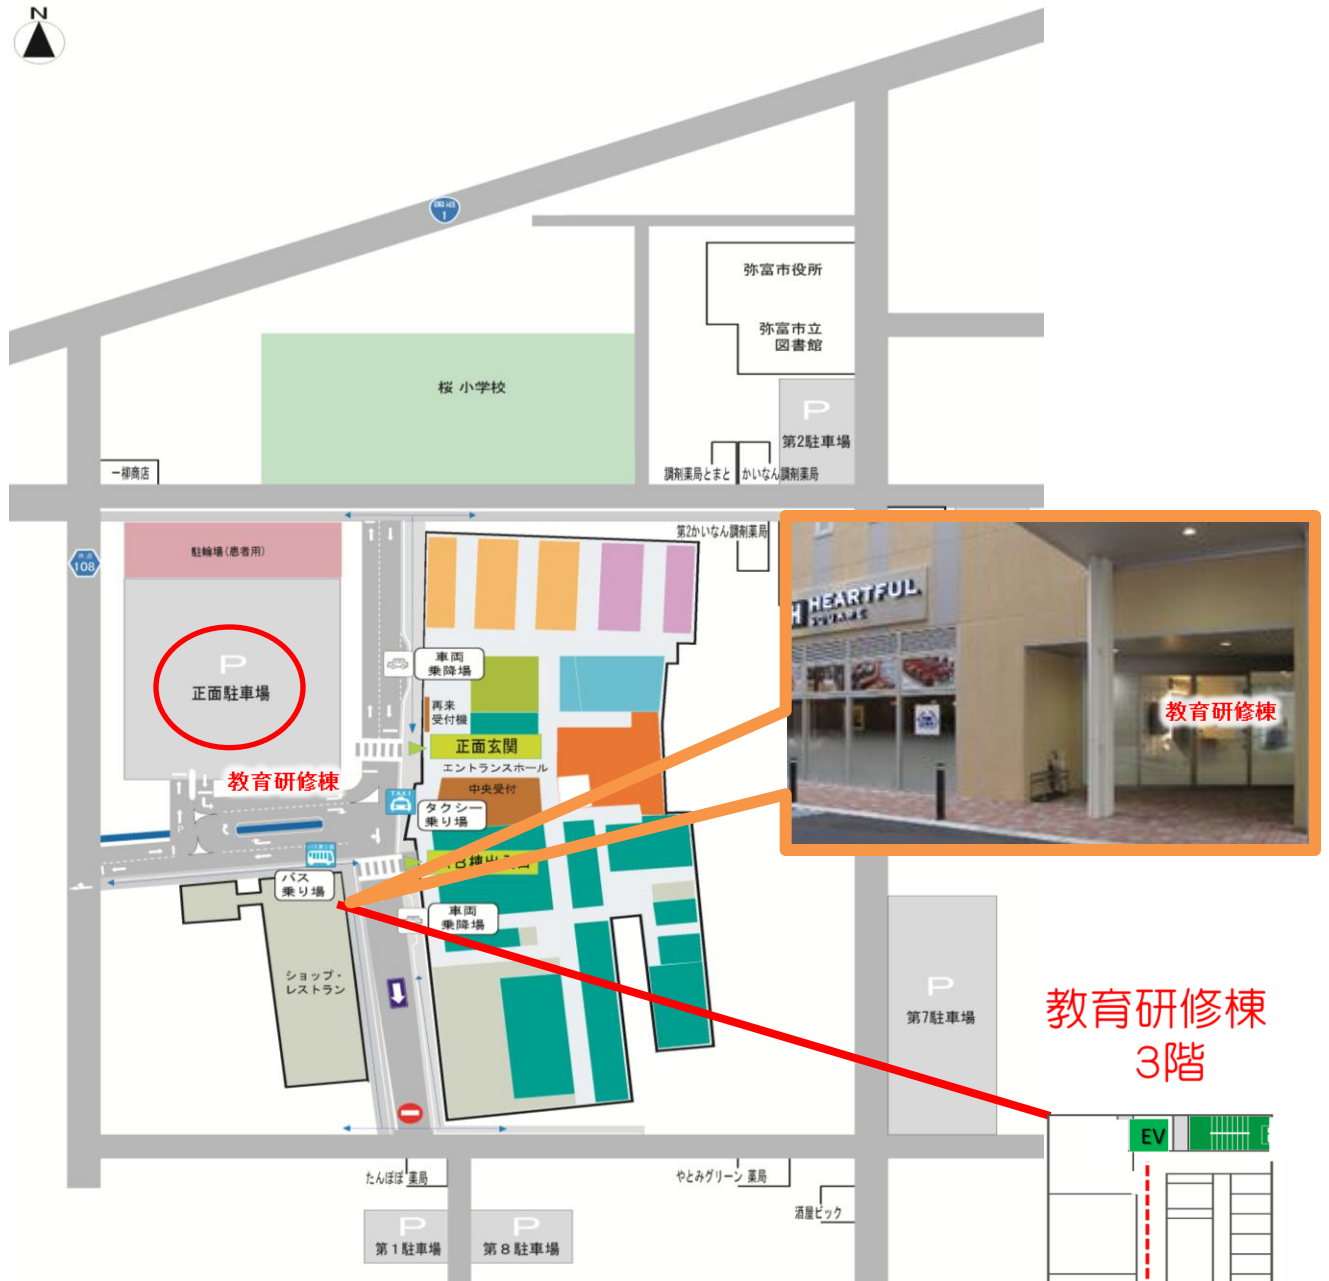 N
国道
1
弥富市役所
弥富市立
図書館
桜 小学校
P
第2駐車場
一柳商店
調剤薬局とまと
かいなん調剤薬局
第2かいなん調剤薬局
駐輪場(患者用)
県道
108
P
正面駐車場
HEARTFUL
SQUARE
教育研修棟
車両
乗降場
再来
受付機
正面玄関
エントランスホール
教育研修棟
中央受付
TAXI
タクシー
乗り場
バス
乗り場
車両
乗降場
ショップ・
レストラン
P
第7駐車場
教育研修棟
3階
EV
たんぽぽ薬局
やとみグリーン薬局
酒屋ビック
P
第1駐車場
P
第8駐車場